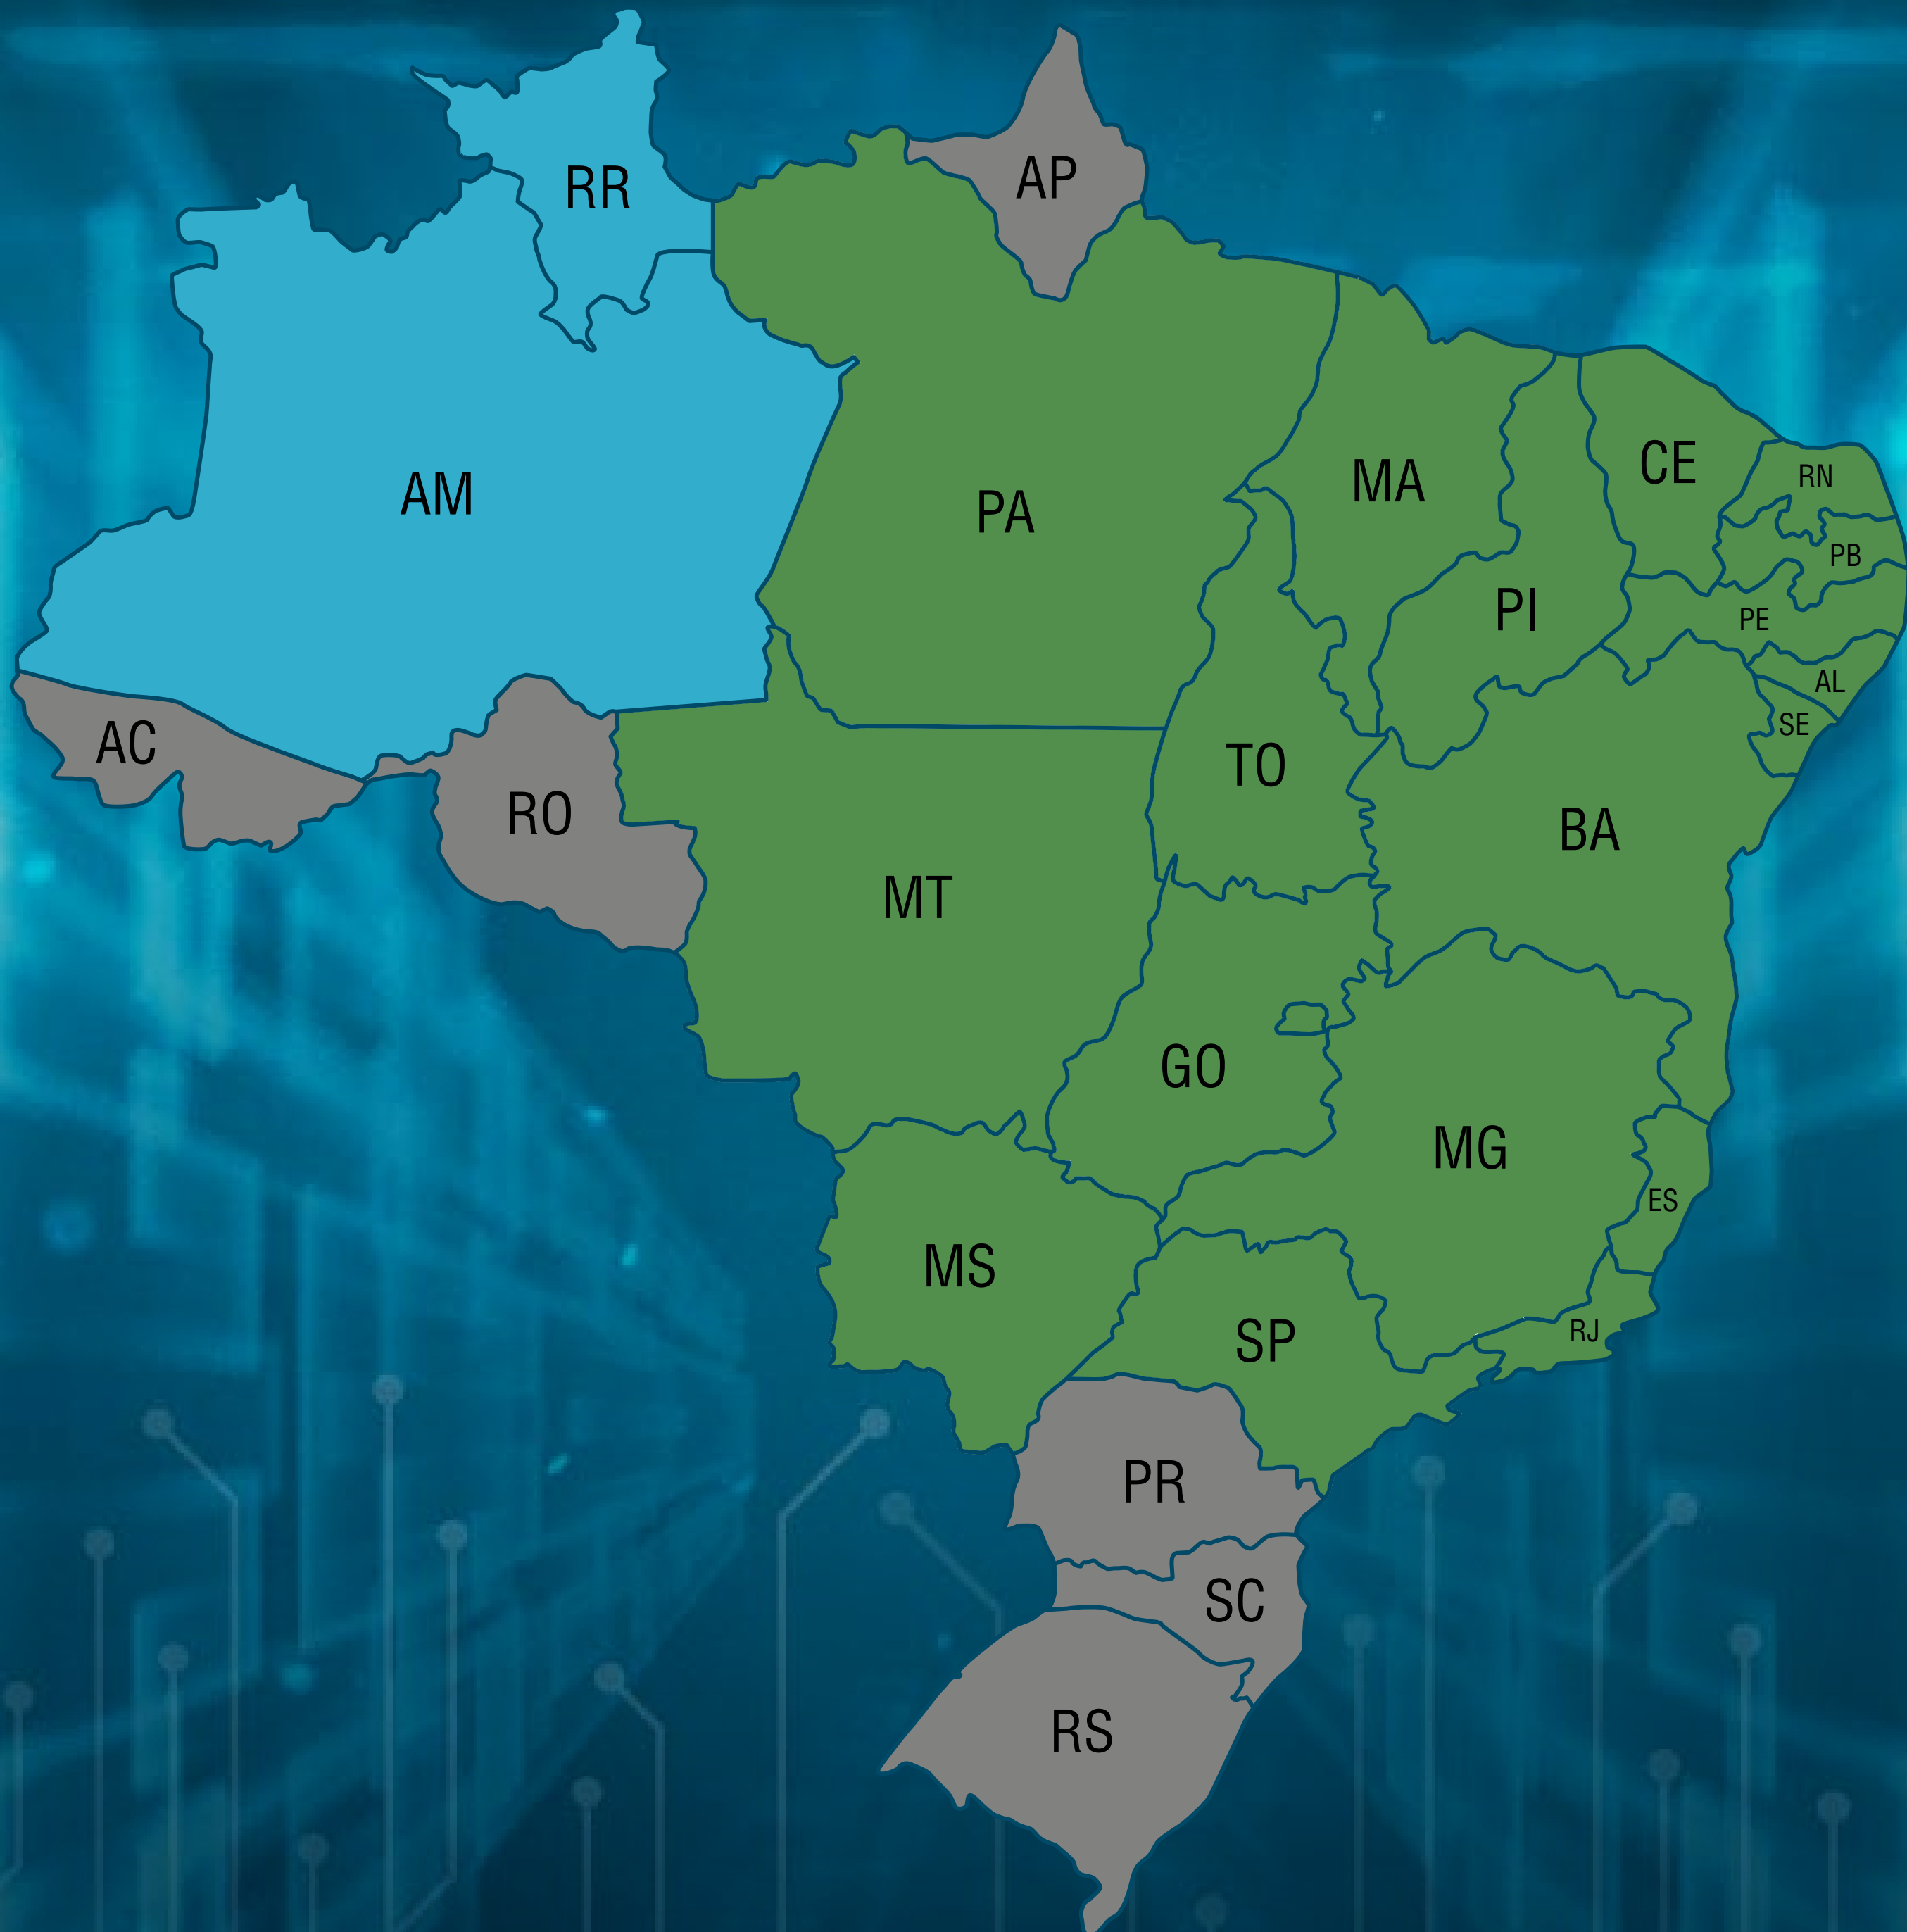 AP
RR
CE
RN
MA
AM
PA
PB
PI
PE
AL
SE
AC
TO
RO
BA
MT
GO
MG
ES
MS
RJ
SP
PR
SC
RS